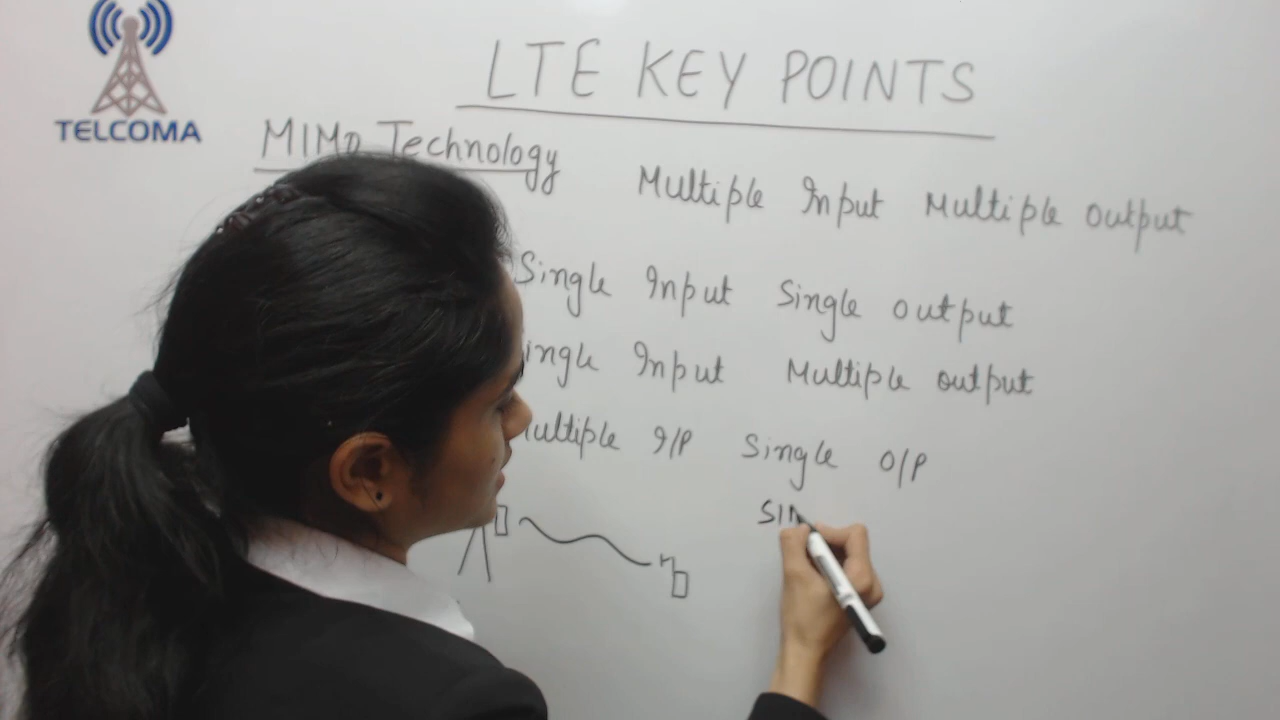 TELCOMA
LTE KEY POINTS
MIMO Technology Multiple Input Multiple Output
Single Input Single output
ingle Input Multiple output
ultiple I/P Single O/P
SIM